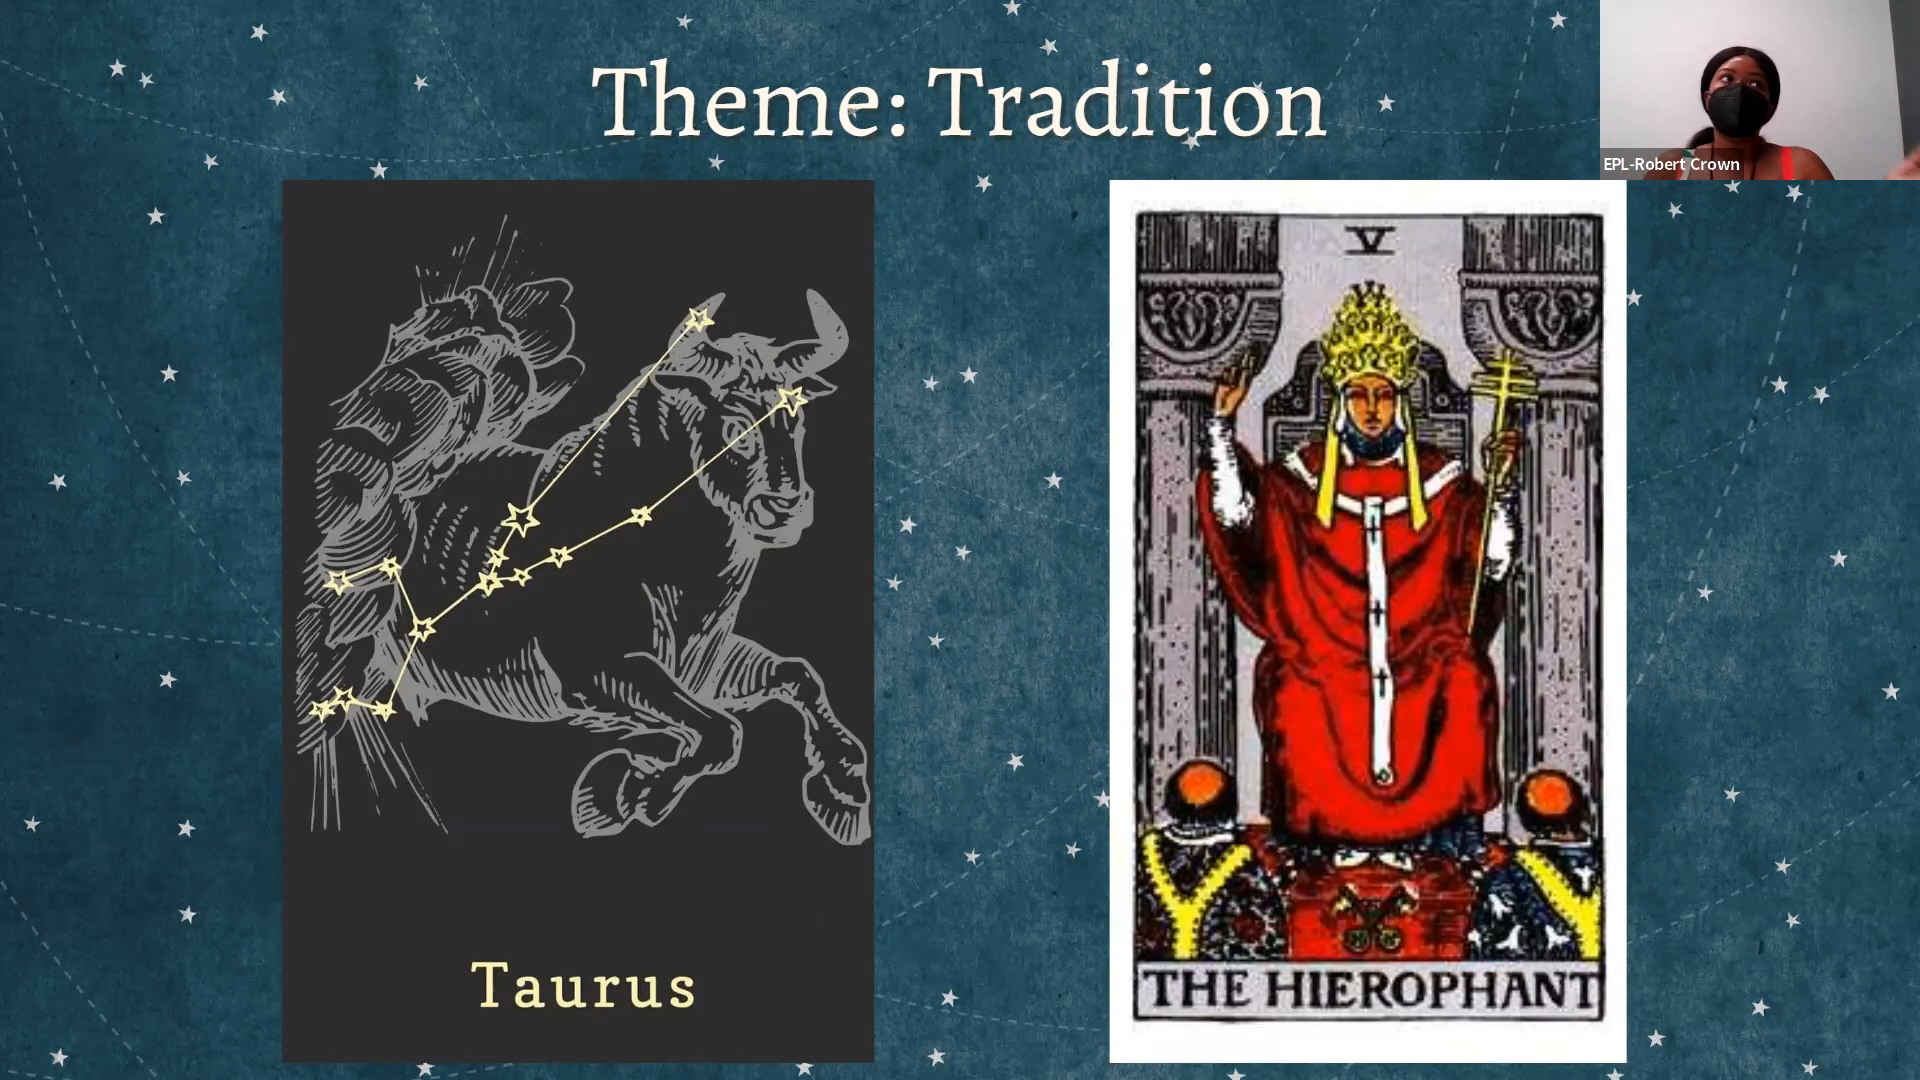 Theme: Tradition
EPL-Robert Crown
V
Taurus
THE HIEROPHANT